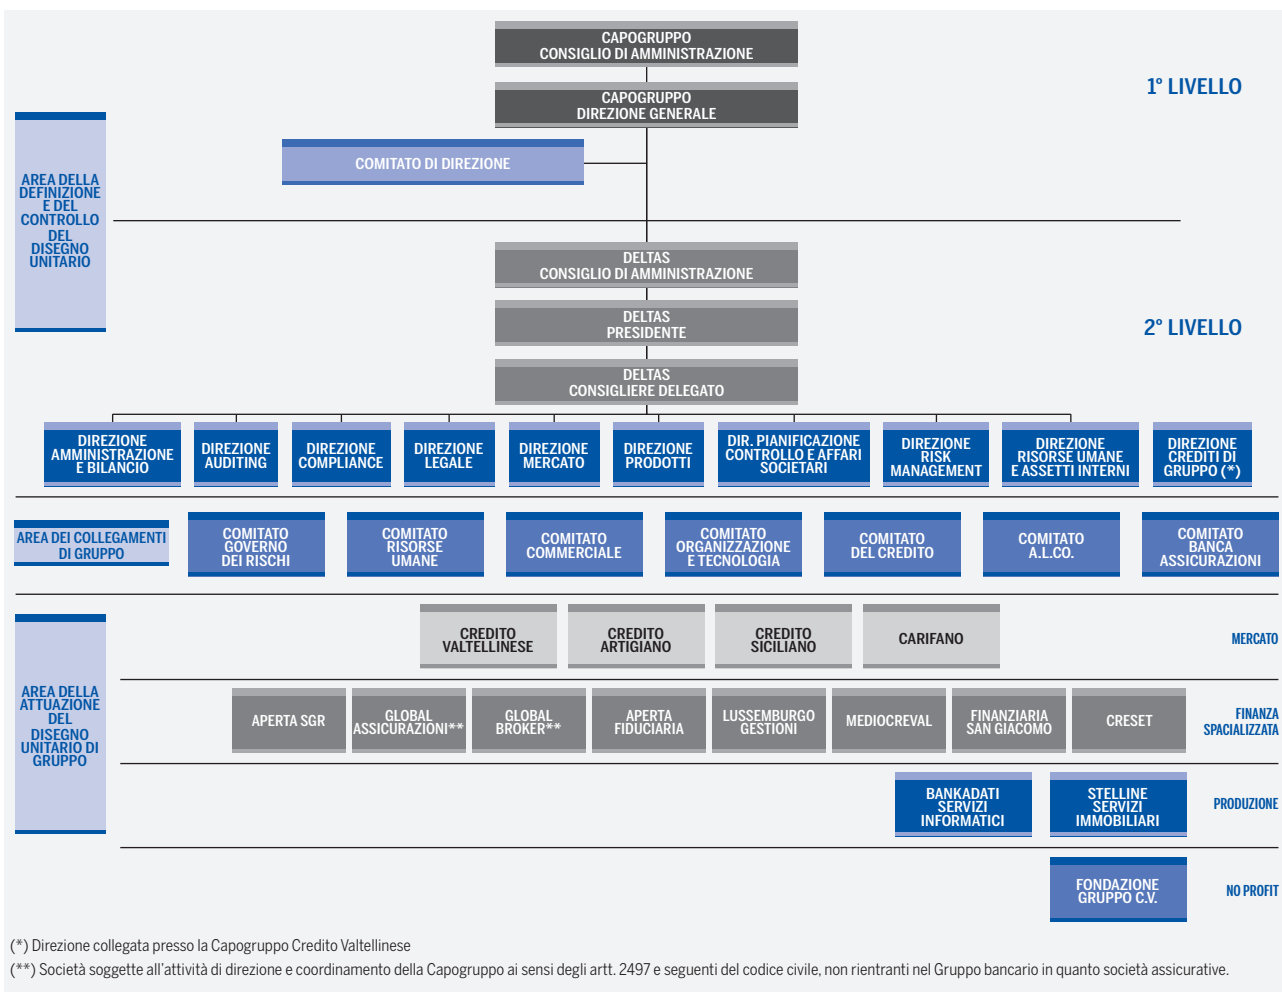 CAPOGRUPPO
CONSIGLIO DI AMMINISTRAZIONE
1° LIVELLO
CAPOGRUPPO
DIREZIONE GENERALE
COMITATO DI DIREZIONE
AREA DELLA
DEFINIZIONE
E DEL
CONTROLLO
DEL
DISEGNO
UNITARIO
DELTAS
CONSIGLIO DI AMMINISTRAZIONE
DELTAS
PRESIDENTE
2° LIVELLO
DELTAS
CONSIGLIERE DELEGATO
DIREZIONE
AMMINISTRAZIONE
E BILANCIO
DIREZIONE
AUDITING
DIREZIONE
COMPLIANCE
DIREZIONE
LEGALE
DIREZIONE
MERCATO
DIREZIONE
PRODOTTI
DIR. PIANIFICAZIONE
CONTROLLO E AFFARI
SOCIETARI
DIREZIONE
RISK
MANAGEMENT
DIREZIONE
RISORSE UMANE
E ASSETTI INTERNI
DIREZIONE
CREDITI DI
GRUPPO (*)
AREA DEI COLLEGAMENTI
DI GRUPPO
COMITATO
GOVERNO
DEI RISCHI
COMITATO
RISORSE
UMANE
COMITATO
COMMERCIALE
COMITATO
ORGANIZZAZIONE
E TECNOLOGIA
COMITATO
DEL CREDITO
COMITATO
A.L.CO.
COMITATO
BANCA
ASSICURAZIONI
AREA DELLA
ATTUAZIONE
DEL
DISEGNO
UNITARIO DI
GRUPPO
CREDITO
VALTELLINESE
CREDITO
ARTIGIANO
CREDITO
SICILIANO
CARIFANO
MERCATO
APERTA SGR
GLOBAL
ASSICURAZIONI**
GLOBAL
BROKER**
APERTA
FIDUCIARIA
LUSSEMBURGO
GESTIONI
MEDIOCREVAL
FINANZIARIA
SAN GIACOMO
CRESET
FINANZA
SPACIALIZZATA
BANKADATI
SERVIZI
INFORMATICI
STELLINE
SERVIZI
IMMOBILIARI
PRODUZIONE
FONDAZIONE
GRUPPO C.V.
NO PROFIT
(*) Direzione collegata presso la Capogruppo Credito Valtellinese
(**) Società soggette all'attività di direzione e coordinamento della Capogruppo ai sensi degli artt. 2497 e seguenti del codice civile, non rientranti nel Gruppo bancario in quanto società assicurative.